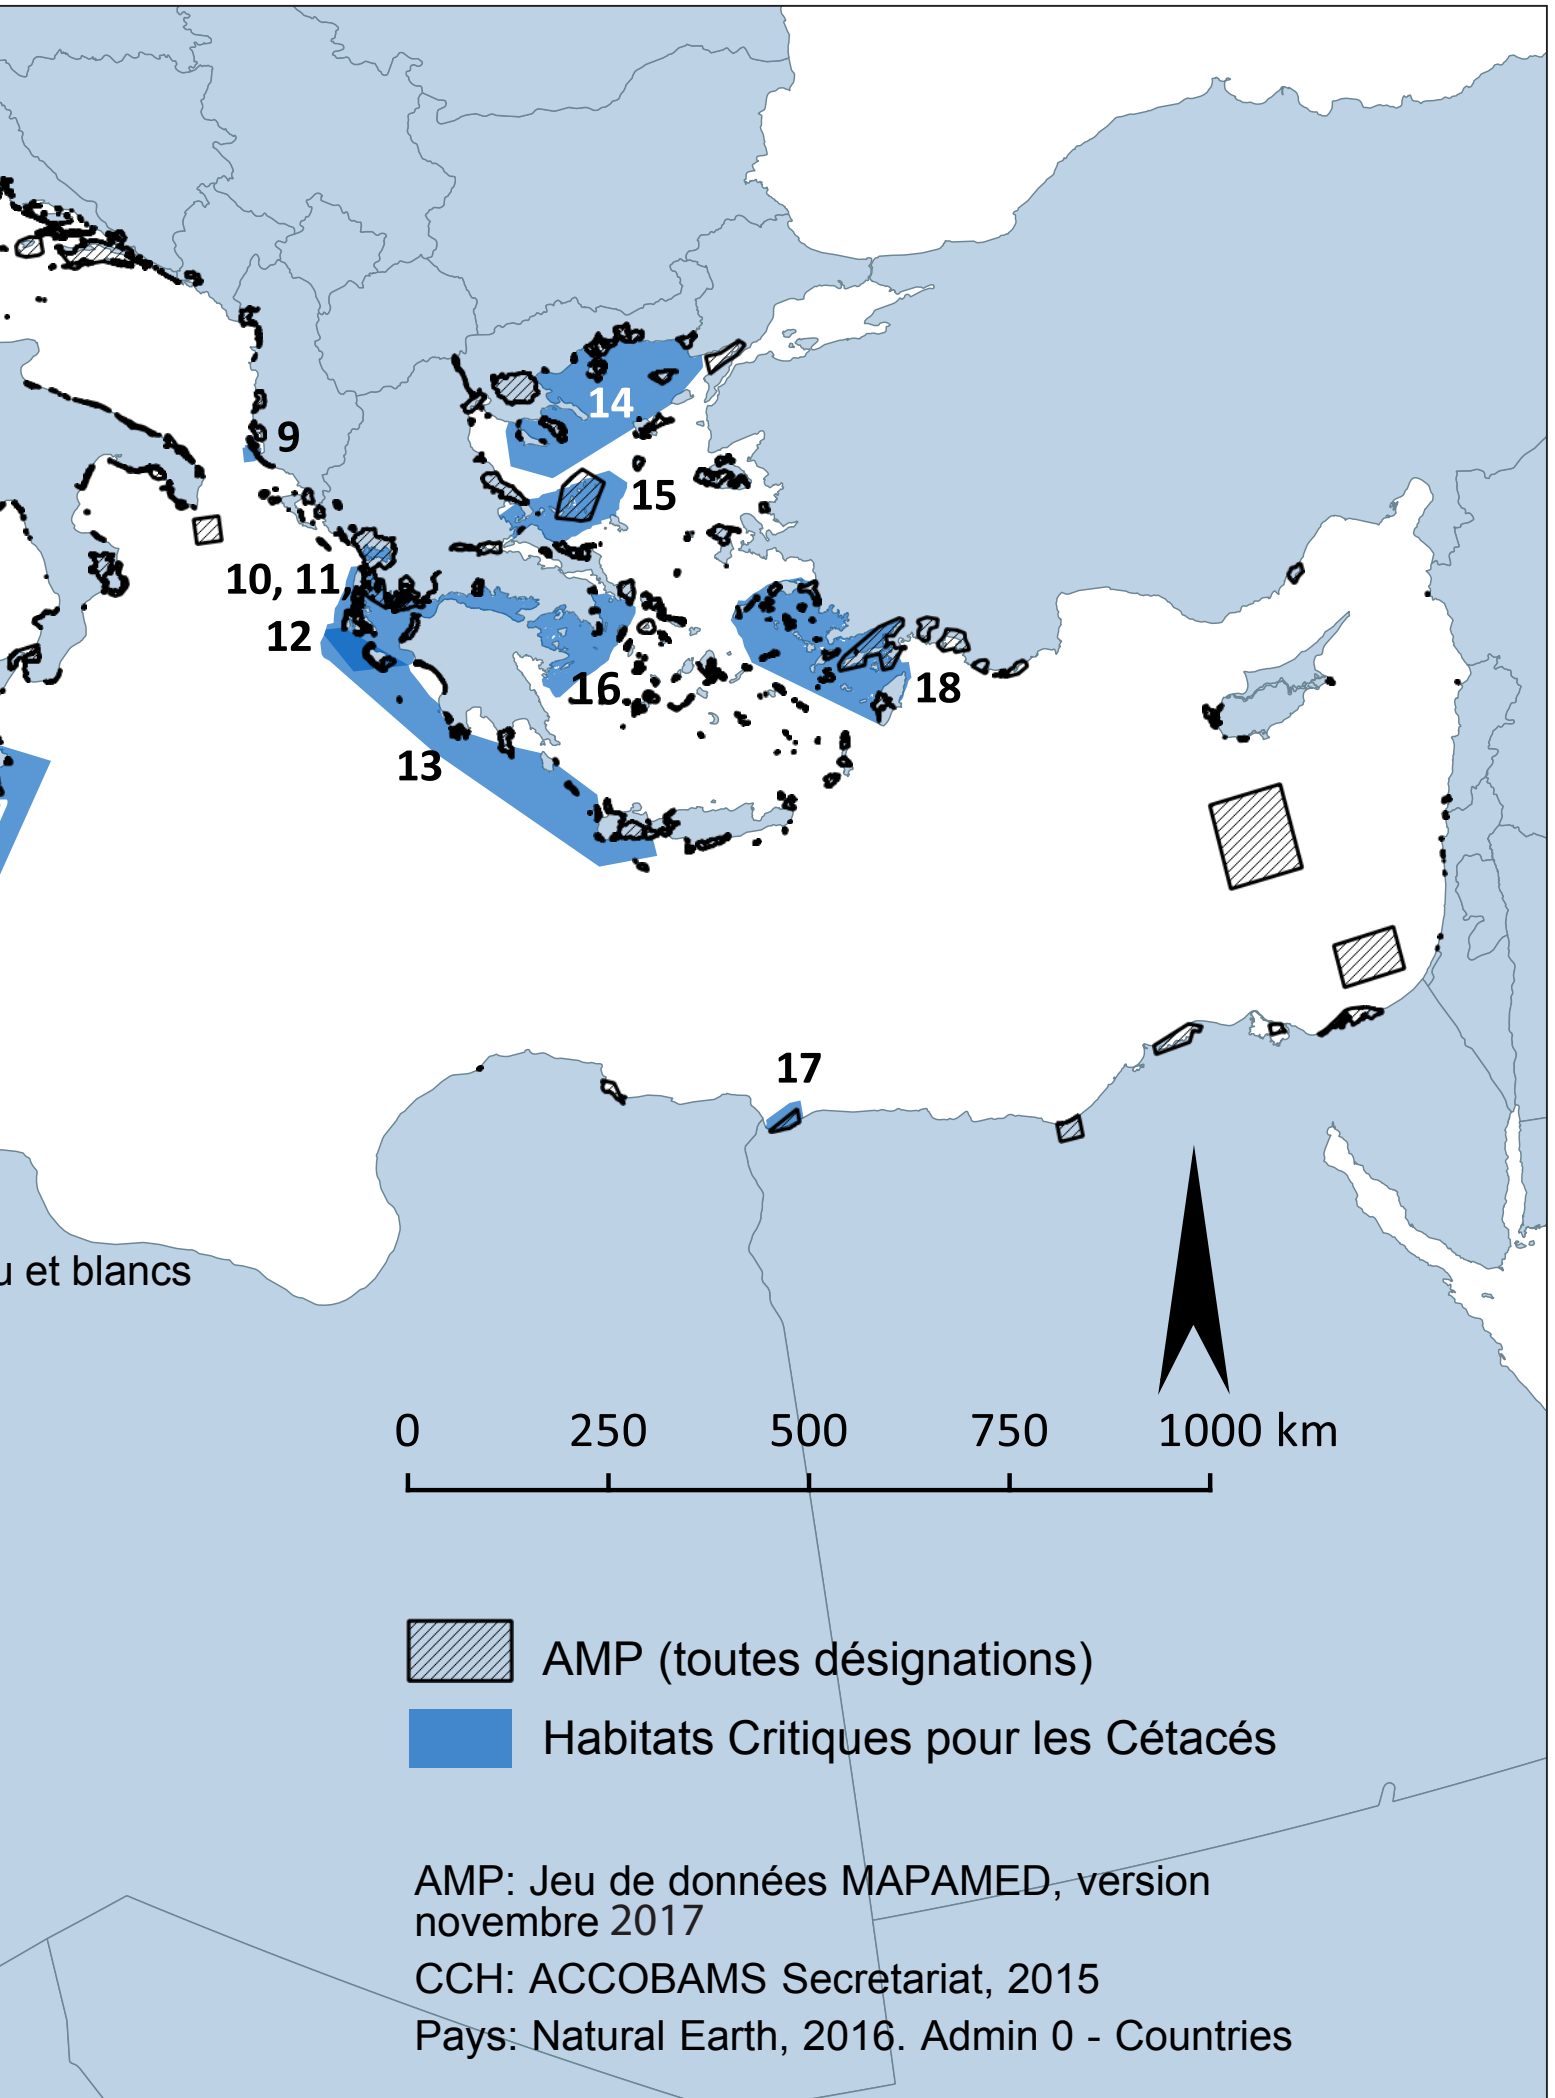 14
9
15
10, 11,
12
16
18
13
17
u et blancs
0 250 500 750 1000 km
AMP (toutes désignations)
Habitats Critiques pour les Cétacés
AMP: Jeu de données MAPAMED, version
novembre 2017
CCH: ACCOBAMS Secretariat, 2015
Pays: Natural Earth, 2016. Admin 0 - Countries